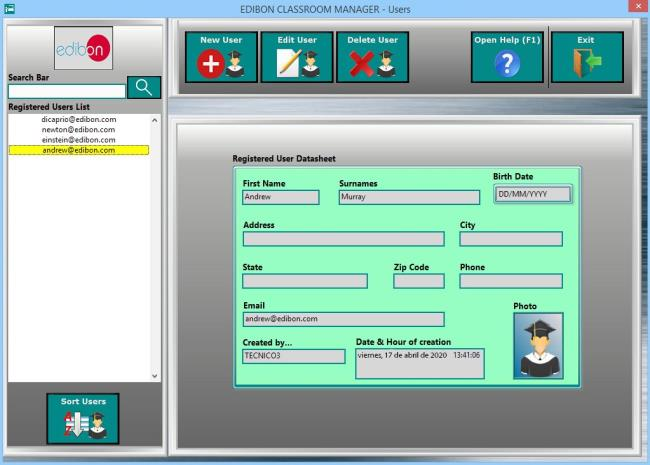 EDIBON CLASSROOM MANAGER - Users
edibon
New User
Edit User
Delete User
Open Help (F1)
Exit
Search Bar
Registered Users List
dicaprio@edibon.com
newton@edibon.com
einstein@edibon.com
andrew@edibon.com
Sort Users
Registered User Datasheet
First Name
Surnames
Birth Date
Andrew
Murray
DD/MM/YYYY
Address
City
State
Zip Code
Phone
Email
Photo
andrew@edibon.com
Created by...
Date & Hour of creation
TECNICO3
viernes, 17 de abril de 2020 13:41:06